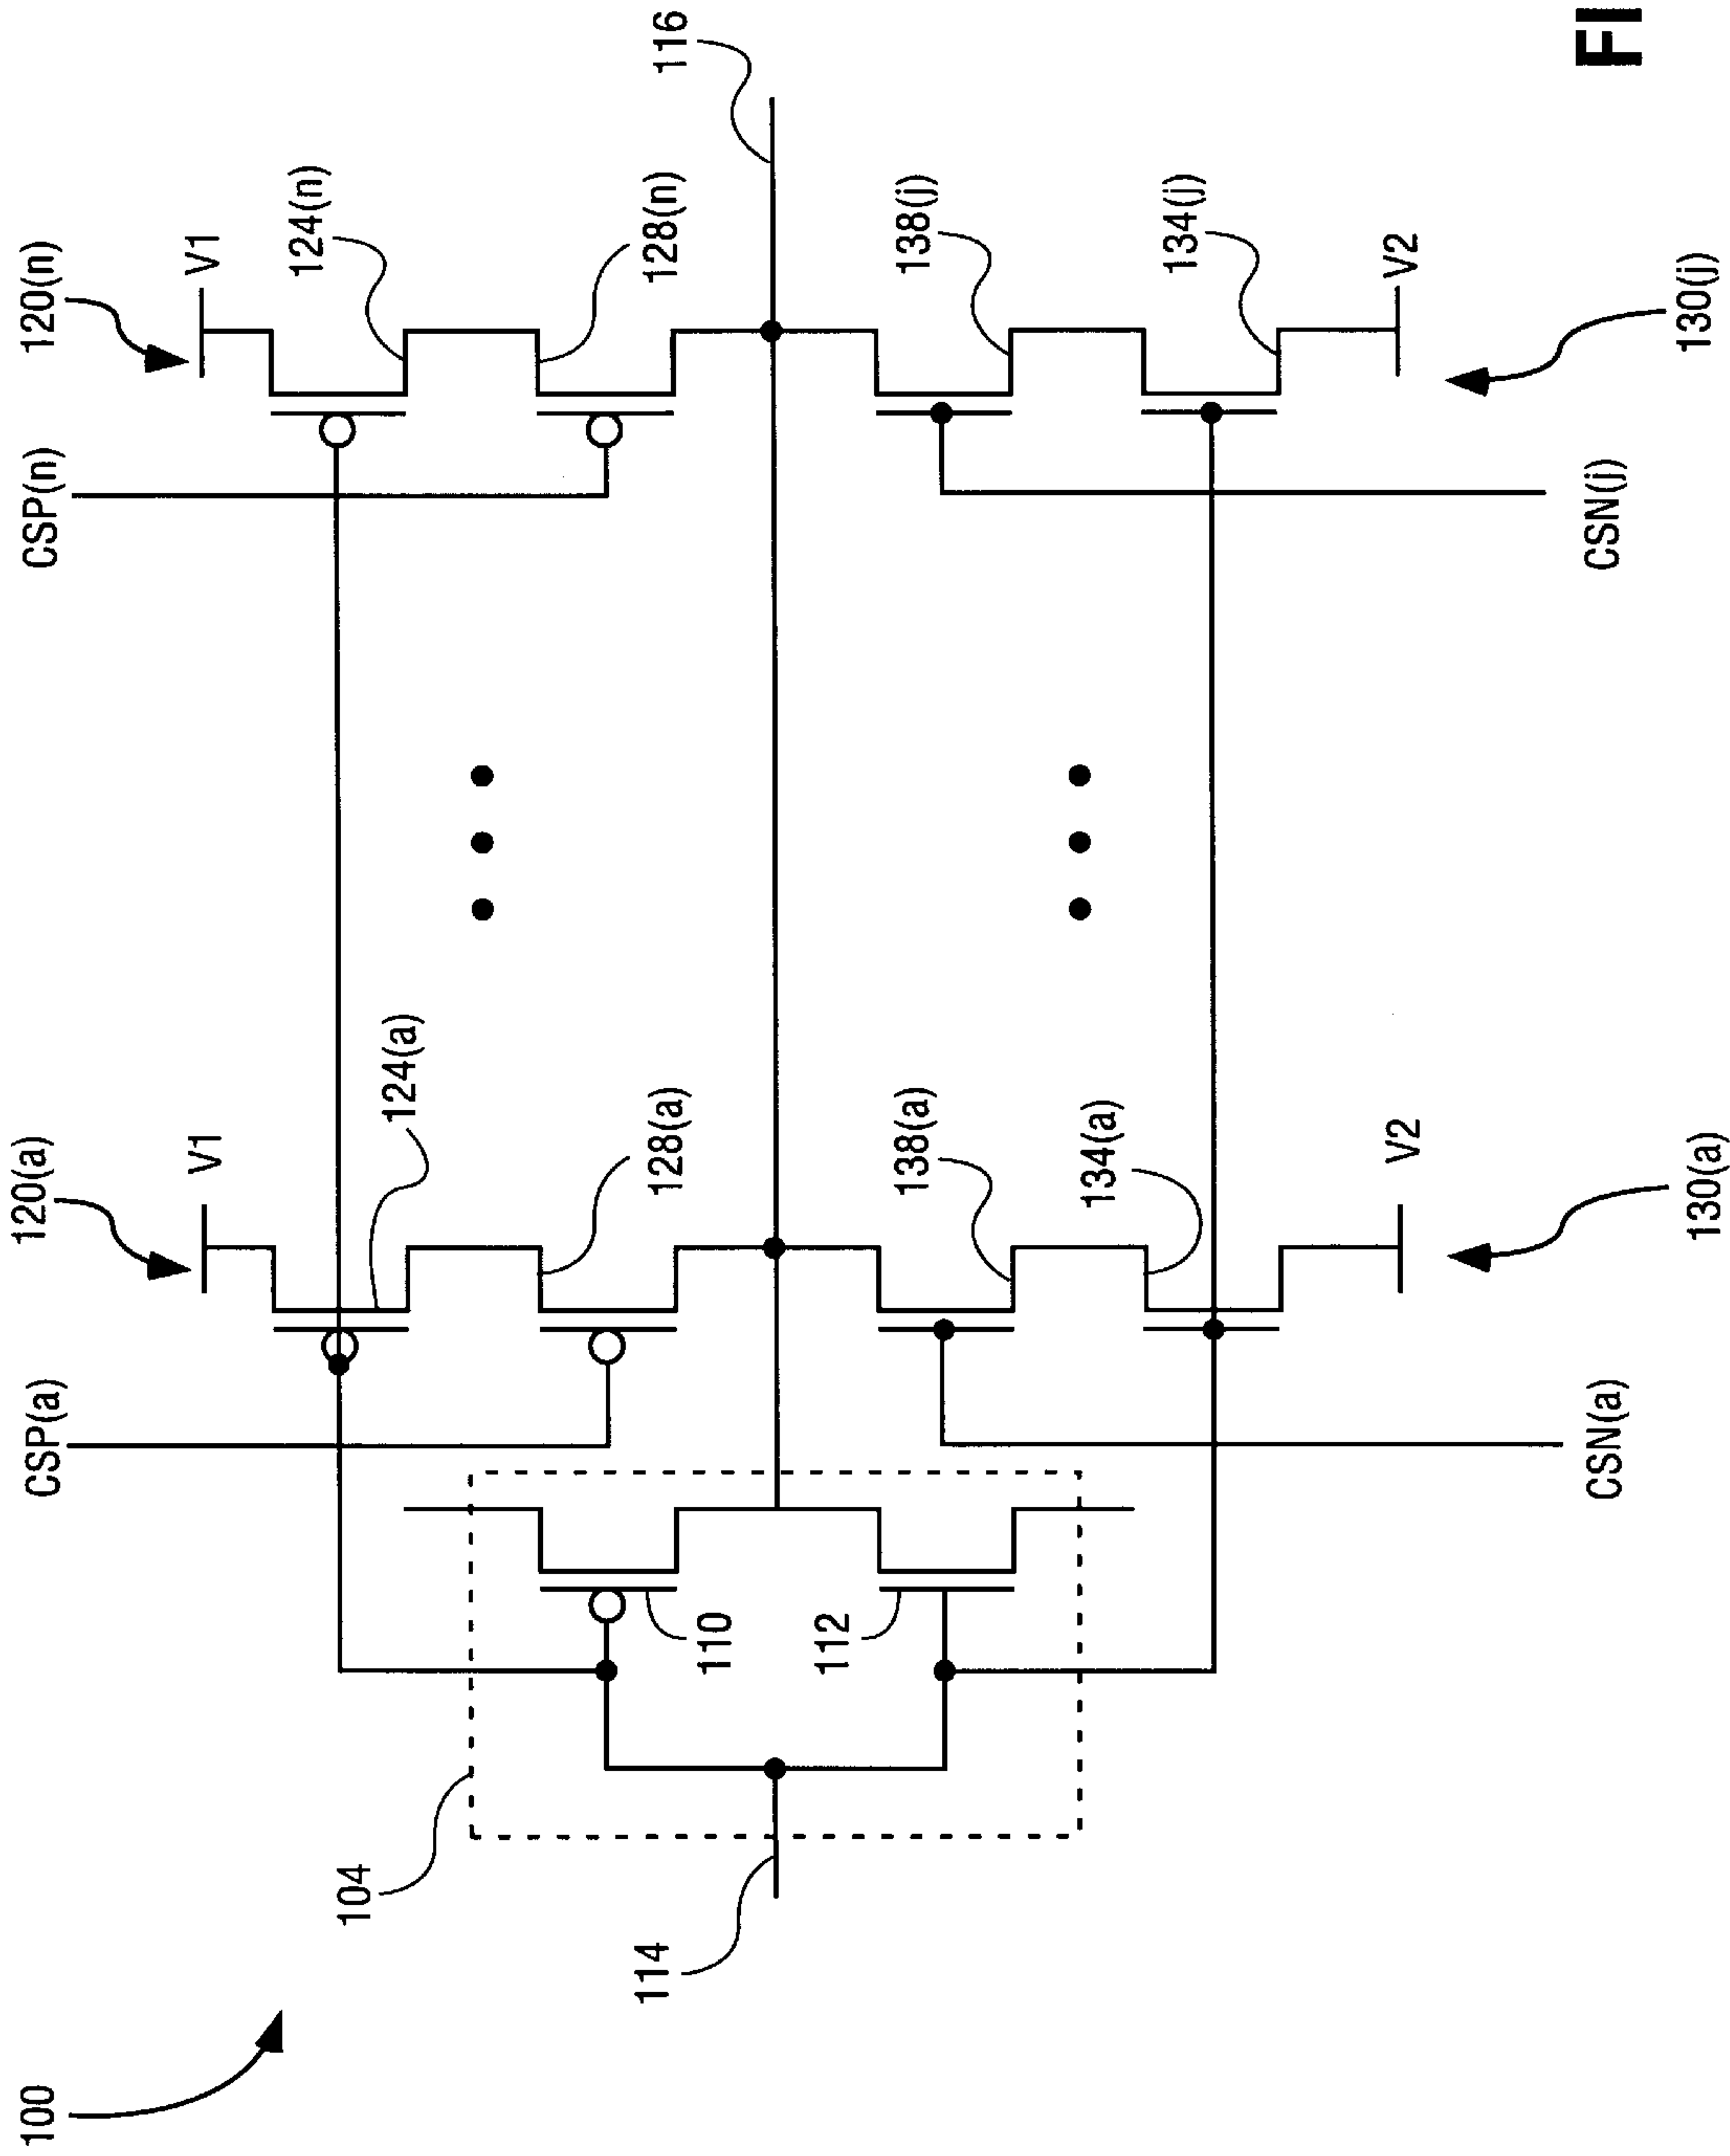 100
CSP(a)
120(a)
CSP(n)
120(n)
V1
V1
124(n)
104
124(a)
114
128(a)
128(n)
116
110
112
138(a)
138(j)
134(a)
134(j)
V2
V2
CSN(a)
CSN(j)
FI
130(a)
130(j)